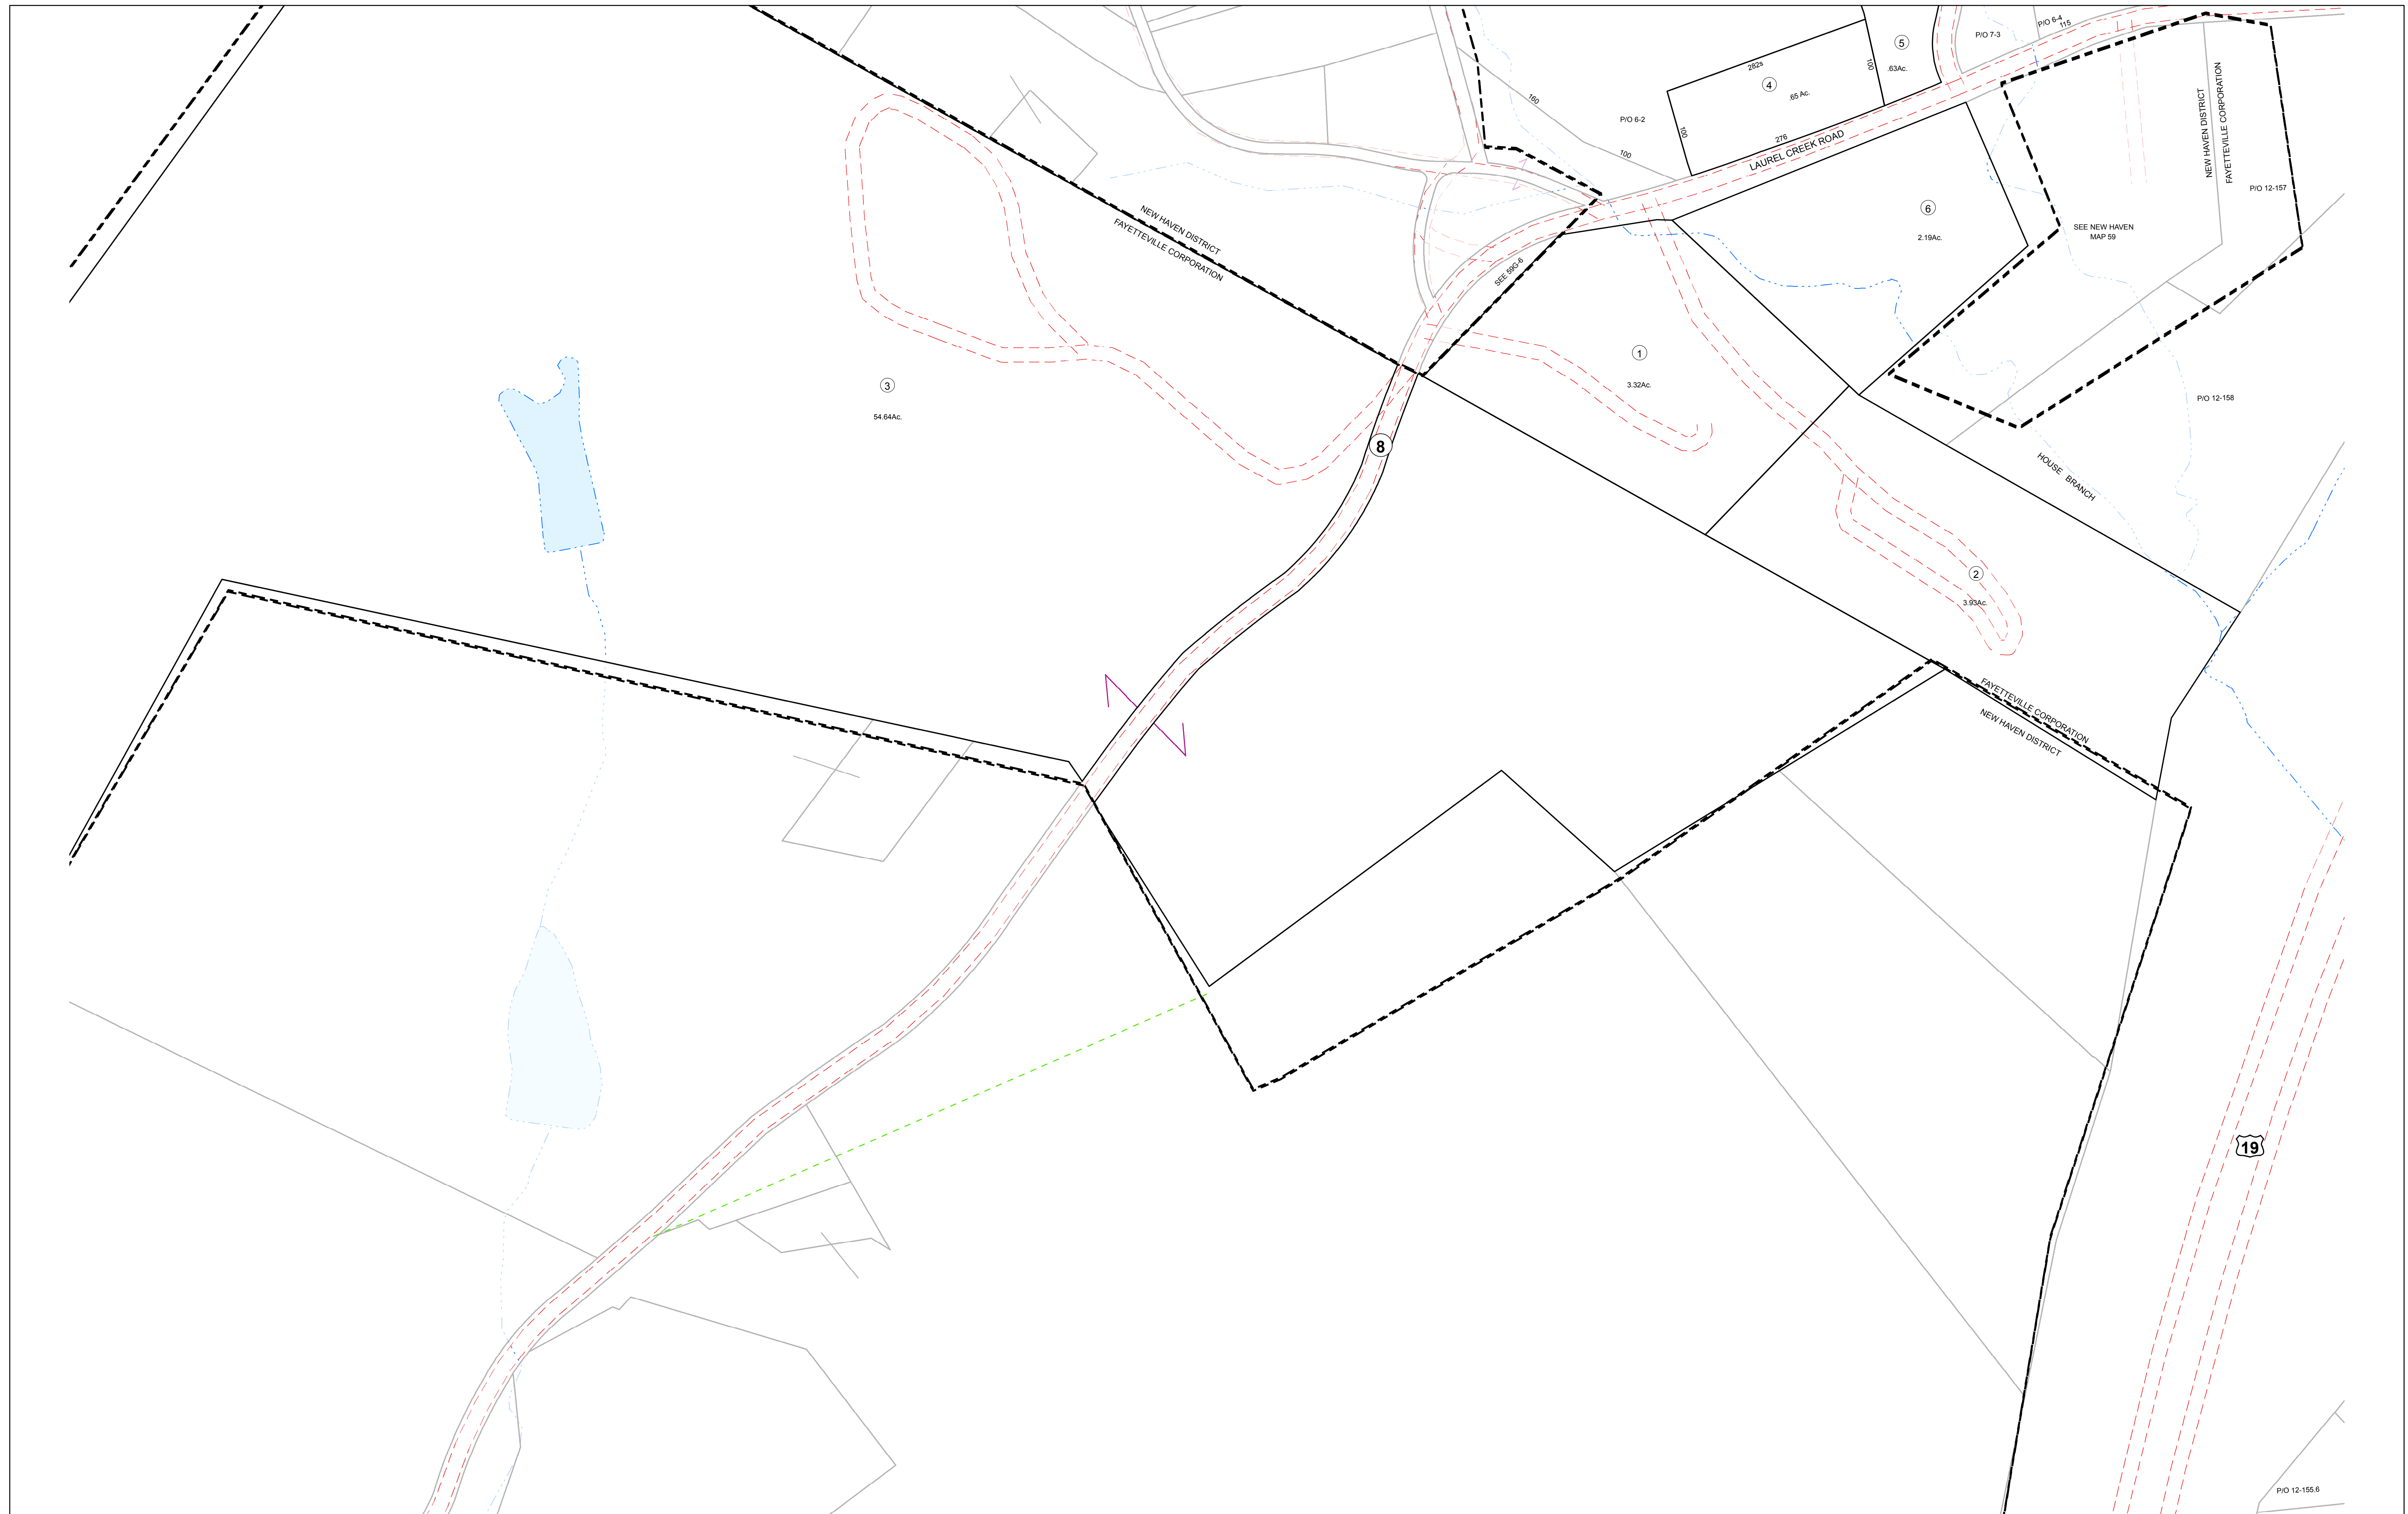 P/O 6-4
115
P/O 7-3
5
.63Ac.
100
282s
4
.65 Ac.
100
276
LAUREL CREEK ROAD
160
P/O 6-2
100
NEW HAVEN DISTRICT
FAYETTEVILLE CORPORATION
P/O 12-157
SEE NEW HAVEN
MAP 59
6
2.19Ac.
NEW HAVEN DISTRICT
FAYETTEVILLE CORPORATION
SEE 59G-6
1
3.32Ac.
3
54.64Ac.
P/O 12-158
8
HOUSE BRANCH
2
3.93Ac.
FAYETTEVILLE CORPORATION
NEW HAVEN DISTRICT
19
P/O 12-155.6